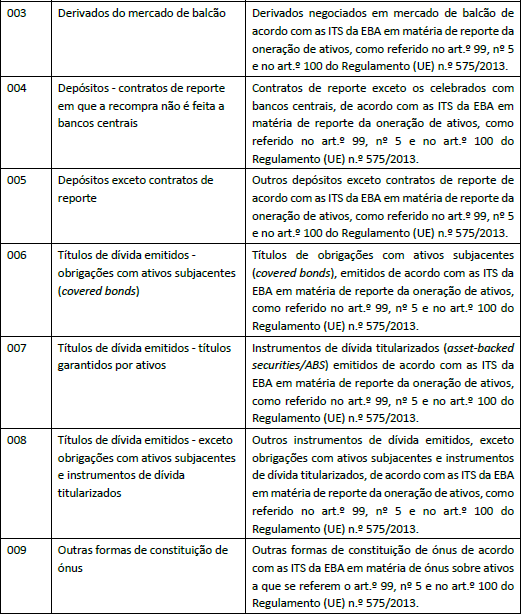 003
Derivados do mercado de balcão
Derivados negociados em mercado de balcão de
acordo com as ITS da EBA em matéria de reporte da
oneração de ativos, como referido no art.º 99, nº 5
e no art.º 100 do Regulamento (UE) n.º 575/2013.
004
Depósitos - contratos de reporte
em que a recompra não é feita a
bancos centrais
Contratos de reporte exceto os celebrados com
bancos centrais, de acordo com as ITS da EBA em
matéria de reporte da oneração de ativos, como
referido no art.º 99, nº 5 e no art.º 100 do
Regulamento (UE) n.º 575/2013.
005
Depósitos exceto contratos de
reporte
Outros depósitos exceto contratos de reporte de
acordo com as ITS da EBA em matéria de reporte da
oneração de ativos, como referido no art.º 99, nº 5
e no art.º 100 do Regulamento (UE) n.º 575/2013.
006
Títulos de dívida emitidos -
obrigações com ativos subjacentes
(covered bonds)
Títulos de obrigações com ativos subjacentes
(covered bonds), emitidos de acordo com as ITS da
EBA em matéria de reporte da oneração de ativos,
como referido no art.º 99, nº 5 e no art.º 100 do
Regulamento (UE) n.º 575/2013.
007
Títulos de dívida emitidos - títulos
garantidos por ativos
Instrumentos de dívida titularizados (asset-backed
securities/ABS) emitidos de acordo com as ITS da
EBA em matéria de reporte da oneração de ativos,
como referido no art.º 99, nº 5 e no art.º 100 do
Regulamento (UE) n.º 575/2013.
008
Títulos de dívida emitidos - exceto
obrigações com ativos subjacentes
e instrumentos de dívida
titularizados
Outros instrumentos de dívida emitidos, exceto
obrigações com ativos subjacentes e instrumentos
de dívida titularizados, de acordo com as ITS da EBA
em matéria de reporte da oneração de ativos, como
referido no art.º 99, nº 5 e no art.º 100 do
Regulamento (UE) n.º 575/2013.
009
Outras formas de constituição de
ónus
Outras formas de constituição de ónus de acordo
com as ITS da EBA em matéria de ónus sobre ativos
a que se referem o art.º 99, nº 5 e no art.º 100 do
Regulamento (UE) n.º 575/2013.